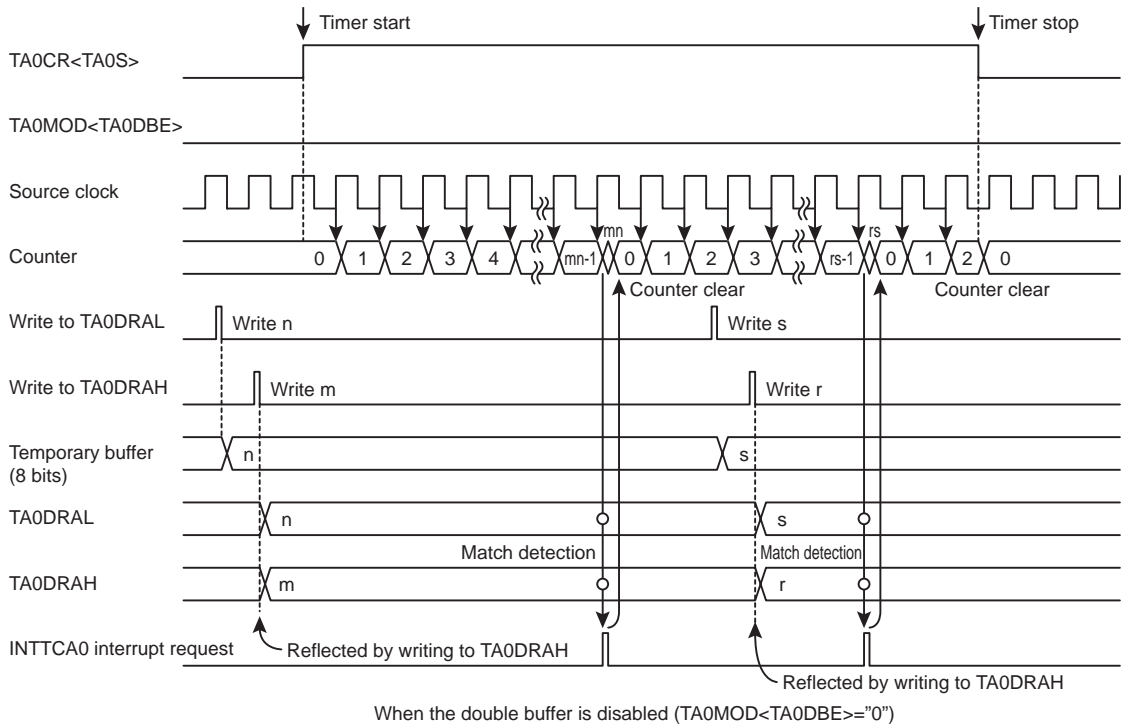 Timer start Timer stop
TA0CR<TA0S>
TA0MOD<TA0DBE>
Source clock
mn rs
Counter 0 1 2 3 4 mn-1 0 1 2 3 rs-1 0 1 2 0
Counter clear Counter clear
Write to TA0DRAL Write n Write s
Write to TA0DRAH Write m Write r
Temporary buffer n s
(8 bits)
TA0DRAL n s
Match detection Match detection
TA0DRAH m r
INTTCA0 interrupt request Reflected by writing to TA0DRAH
Reflected by writing to TA0DRAH
When the double buffer is disabled (TA0MOD<TA0DBE>=”0”)